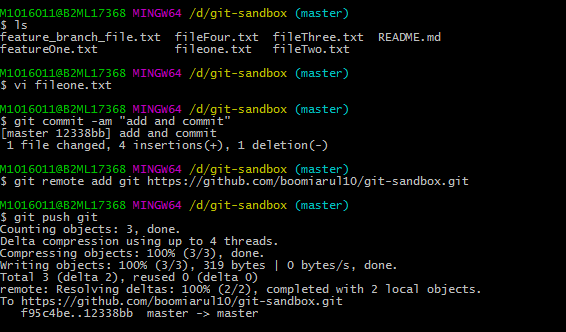 M1016011@B2ML17368 MINGW64 /d/git-sandbox (master)
$ ls
feature_branch_file.txt  fileFour.txt  fileThree.txt  README.md
featureOne.txt           fileone.txt   fileTwo.txt

M1016011@B2ML17368 MINGW64 /d/git-sandbox (master)
$ vi fileone.txt

M1016011@B2ML17368 MINGW64 /d/git-sandbox (master)
$ git commit -am "add and commit"
[master 12338bb] add and commit
 1 file changed, 4 insertions(+), 1 deletion(-)

M1016011@B2ML17368 MINGW64 /d/git-sandbox (master)
$ git remote add git https://github.com/boomiarul10/git-sandbox.git

M1016011@B2ML17368 MINGW64 /d/git-sandbox (master)
$ git push git
Counting objects: 3, done.
Delta compression using up to 4 threads.
Compressing objects: 100% (3/3), done.
Writing objects: 100% (3/3), 319 bytes | 0 bytes/s, done.
Total 3 (delta 2), reused 0 (delta 0)
remote: Resolving deltas: 100% (2/2), completed with 2 local objects.
To https://github.com/boomiarul10/git-sandbox.git
   f95c4be..12338bb  master -> master